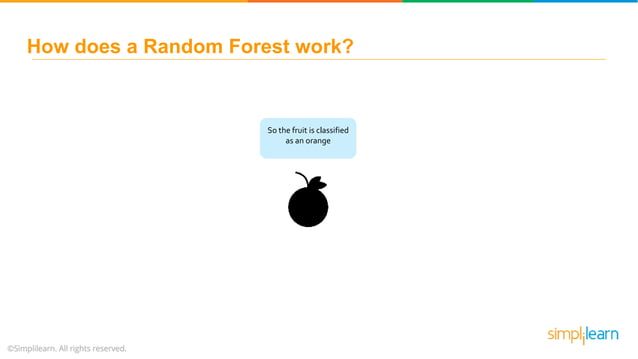 How does a Random Forest work?
So the fruit is classified
as an orange
simplilearn
©Simplilearn. All rights reserved.